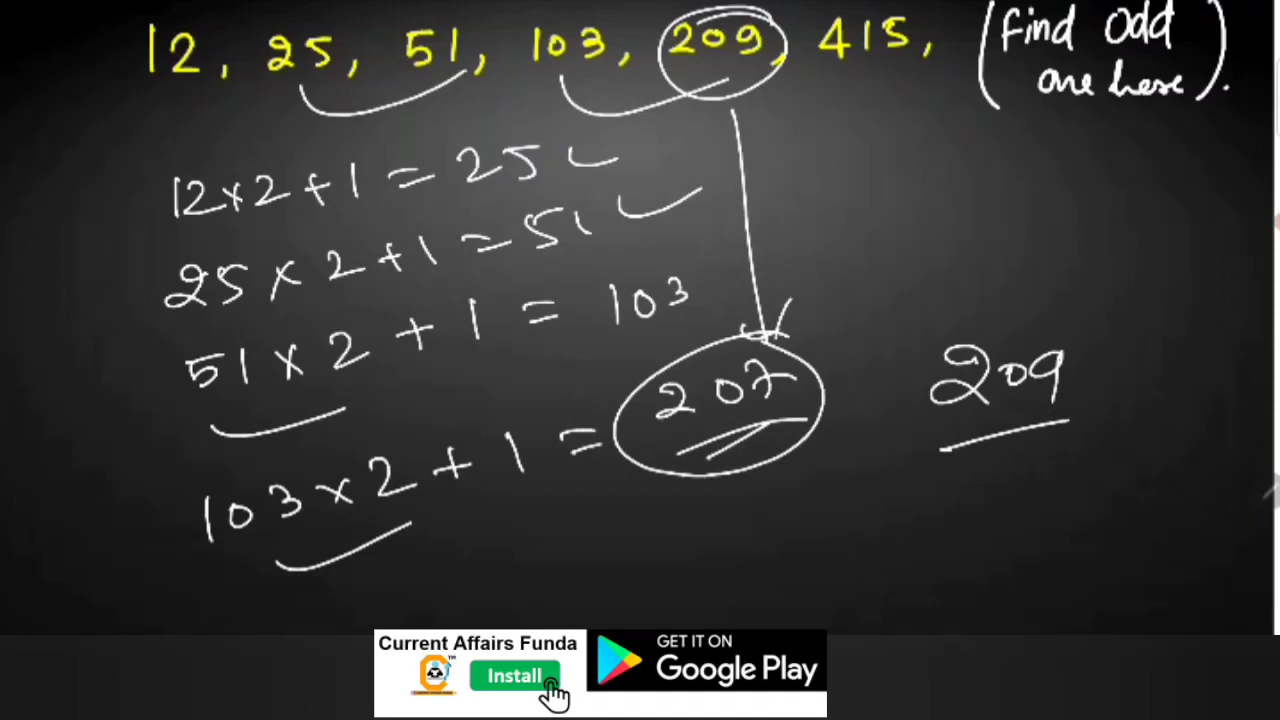 12, 25, 51, 103, 209, 415, (Find Odd
one here).
12×2+1 = 25 ✓
25 × 2+1 = 51 ✓
51 × 2 + 1 = 103
103 × 2 + 1 = 207
209
Current Affairs Funda
Install
GET IT ON
Google Play